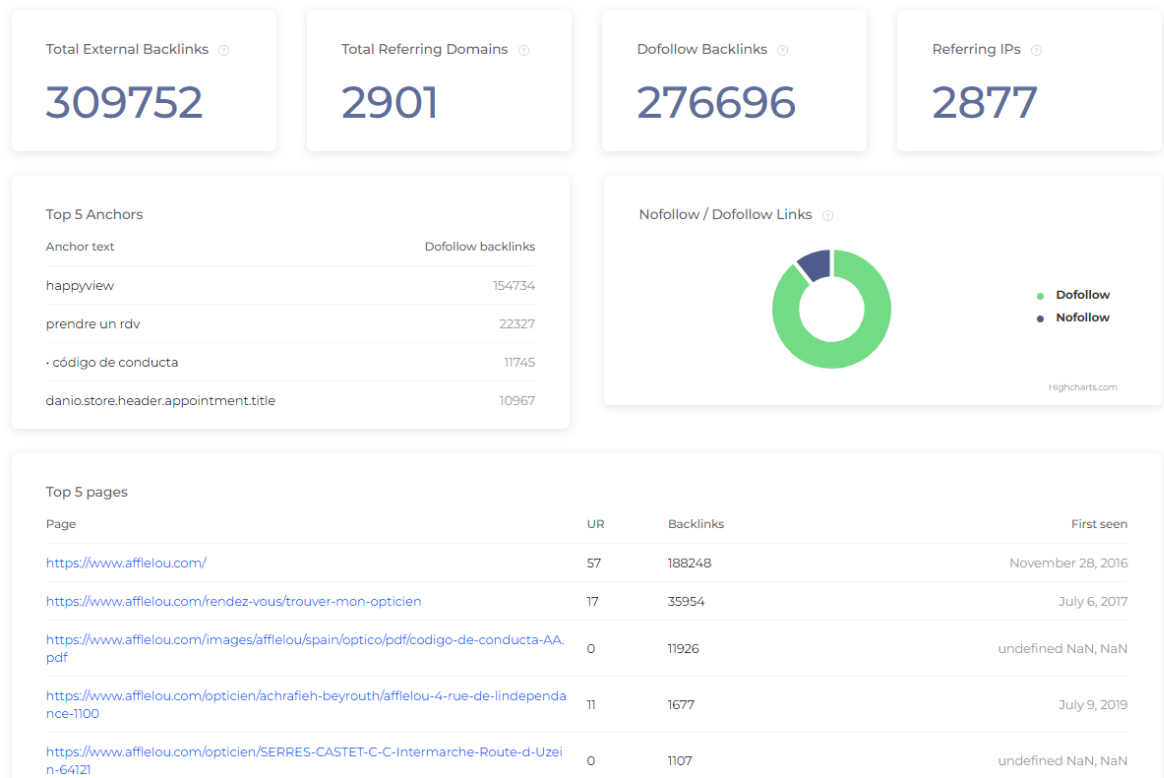 Total External Backlinks
309752
Total Referring Domains
2901
Dofollow Backlinks
276696
Referring IPs
2877
Top 5 Anchors
Anchor text Dofollow backlinks
happyview 154734
prendre un rdv 22327
• código de conducta 11745
danio.store.header.appointment.title 10967
Nofollow / Dofollow Links
Dofollow
Nofollow
Highcharts.com
Top 5 pages
Page UR Backlinks First seen
https://www.afflelou.com/ 57 188248 November 28, 2016
https://www.afflelou.com/rendez-vous/trouver-mon-opticien 17 35954 July 6, 2017
https://www.afflelou.com/images/afflelou/spain/optico/pdf/codigo-de-conducta-AA.
pdf 0 11926 undefined NaN, NaN
https://www.afflelou.com/opticien/achrafieh-beyrouth/afflelou-4-rue-de-lindependa
nce-1100 11 1677 July 9, 2019
https://www.afflelou.com/opticien/SERRES-CASTET-C-C-Intermarche-Route-d-Uzei
n-64121 0 1107 undefined NaN, NaN